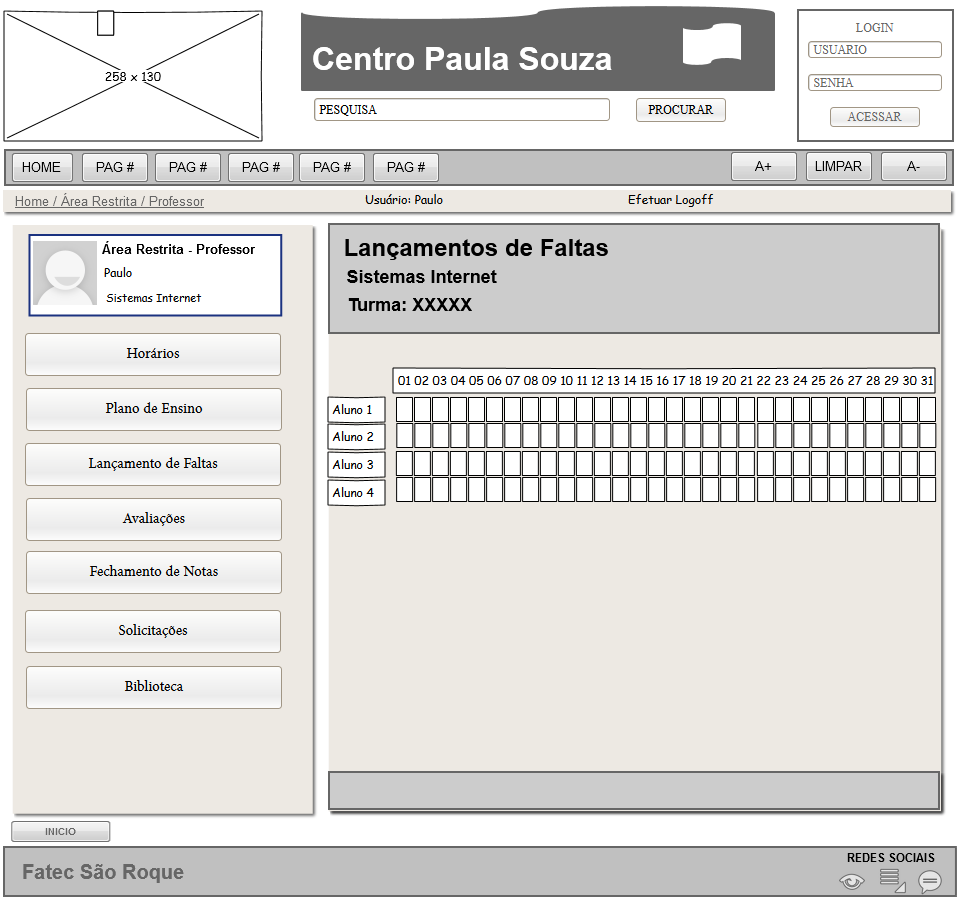 258 x 130
Centro Paula Souza
PESQUISA
PROCURAR
LOGIN
USUARIO
SENHA
ACESSAR
HOME PAG # PAG # PAG # PAG # PAG # A+ LIMPAR A-
Home / Área Restrita / Professor Usuário: Paulo Efetuar Logoff
Área Restrita - Professor
Paulo
Sistemas Internet
Horários
Plano de Ensino
Lançamento de Faltas
Avaliações
Fechamento de Notas
Solicitações
Biblioteca
Lançamentos de Faltas
Sistemas Internet
Turma: XXXXX
01 02 03 04 05 06 07 08 09 10 11 12 13 14 15 16 17 18 19 20 21 22 23 24 25 26 27 28 29 30 31
Aluno 1
Aluno 2
Aluno 3
Aluno 4
INICIO
Fatec São Roque
REDES SOCIAIS